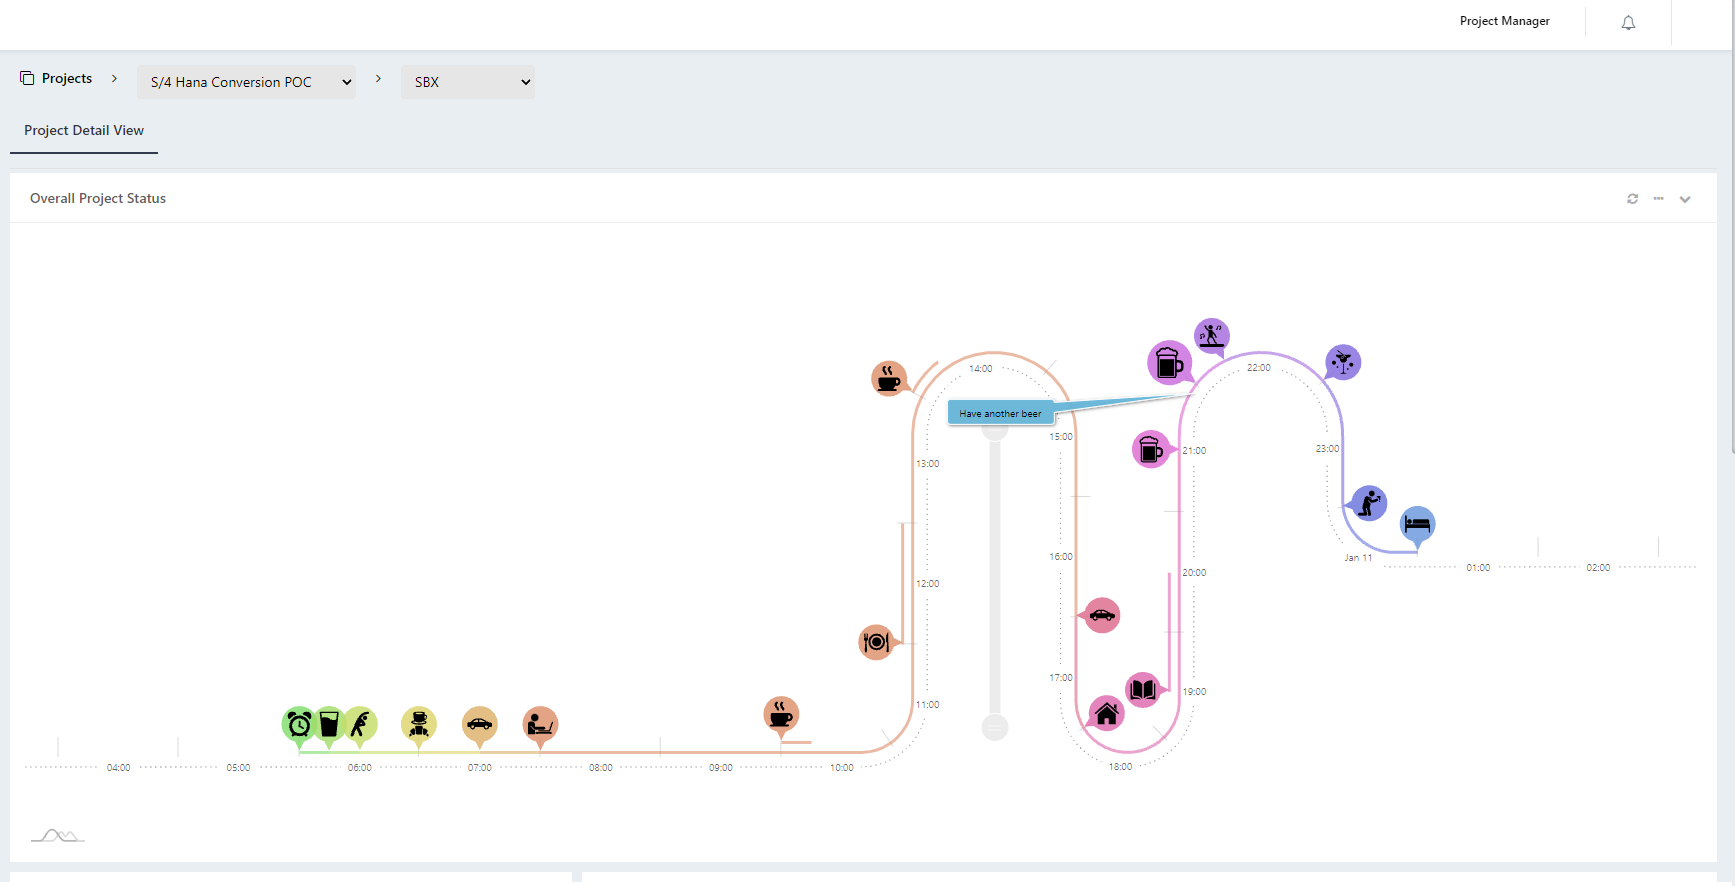 Project Manager
Projects
S/4 Hana Conversion POC
SBX
Project Detail View
Overall Project Status
14:00
22:00
Have another beer
15:00
21:00
23:00
13:00
16:00
Jan 11
01:00
02:00
20:00
12:00
17:00
19:00
11:00
18:00
04:00
05:00
06:00
07:00
08:00
09:00
10:00